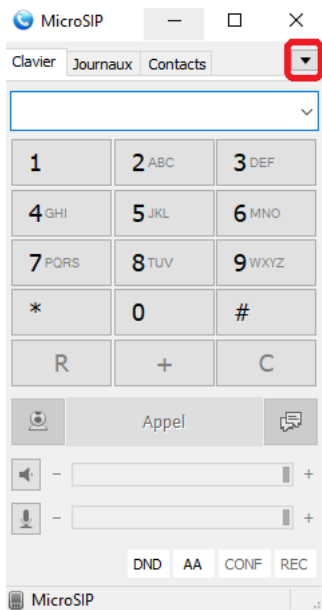 MicroSIP
Clavier Journaux Contacts
1 2 ABC 3 DEF
4 GHI 5 JKL 6 MNO
7 PQRS 8 TUV 9 WXYZ
* 0 #
R + C
Appel
- +
- +
DND AA CONF REC
MicroSIP